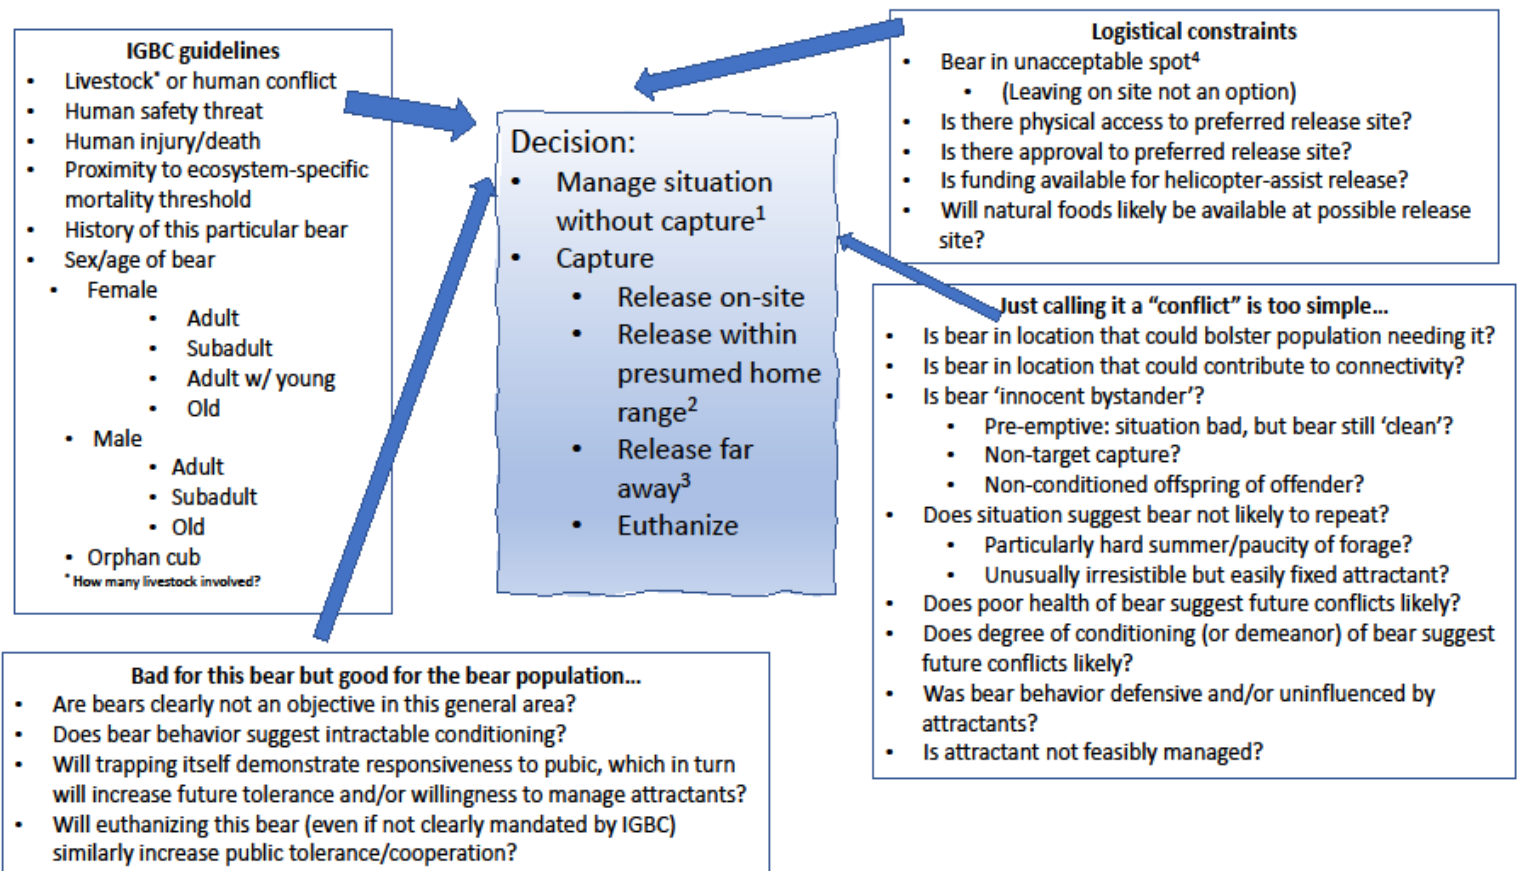 IGBC guidelines
• Livestock* or human conflict
• Human safety threat
• Human injury/death
• Proximity to ecosystem-specific
mortality threshold
• History of this particular bear
• Sex/age of bear
• Female
• Adult
• Subadult
• Adult w/ young
• Old
• Male
• Adult
• Subadult
• Old
• Orphan cub
* How many livestock involved?
Decision:
• Manage situation
without capture1
• Capture
• Release on-site
• Release within
presumed home
range2
• Release far
away3
• Euthanize
Logistical constraints
• Bear in unacceptable spot4
• (Leaving on site not an option)
• Is there physical access to preferred release site?
• Is there approval to preferred release site?
• Is funding available for helicopter-assist release?
• Will natural foods likely be available at possible release
site?
Just calling it a “conflict” is too simple…
• Is bear in location that could bolster population needing it?
• Is bear in location that could contribute to connectivity?
• Is bear ‘innocent bystander’?
• Pre-emptive: situation bad, but bear still ‘clean’?
• Non-target capture?
• Non-conditioned offspring of offender?
• Does situation suggest bear not likely to repeat?
• Particularly hard summer/paucity of forage?
• Unusually irresistible but easily fixed attractant?
• Does poor health of bear suggest future conflicts likely?
• Does degree of conditioning (or demeanor) of bear suggest
future conflicts likely?
• Was bear behavior defensive and/or uninfluenced by
attractants?
• Is attractant not feasibly managed?
Bad for this bear but good for the bear population…
• Are bears clearly not an objective in this general area?
• Does bear behavior suggest intractable conditioning?
• Will trapping itself demonstrate responsiveness to pubic, which in turn
will increase future tolerance and/or willingness to manage attractants?
• Will euthanizing this bear (even if not clearly mandated by IGBC)
similarly increase public tolerance/cooperation?